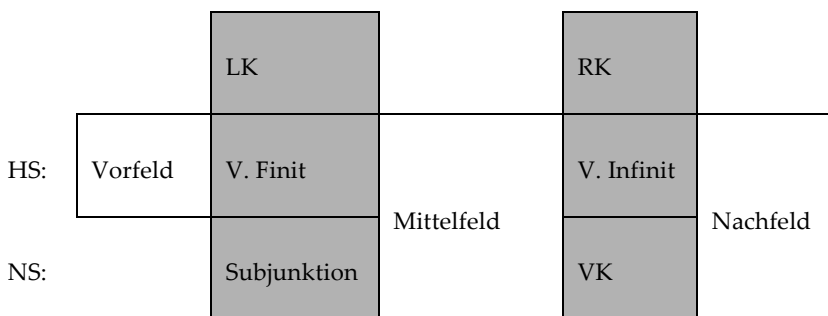 LK RK
HS: Vorfeld V. Finit V. Infinit
Mittelfeld Nachfeld
NS: Subjunktion VK